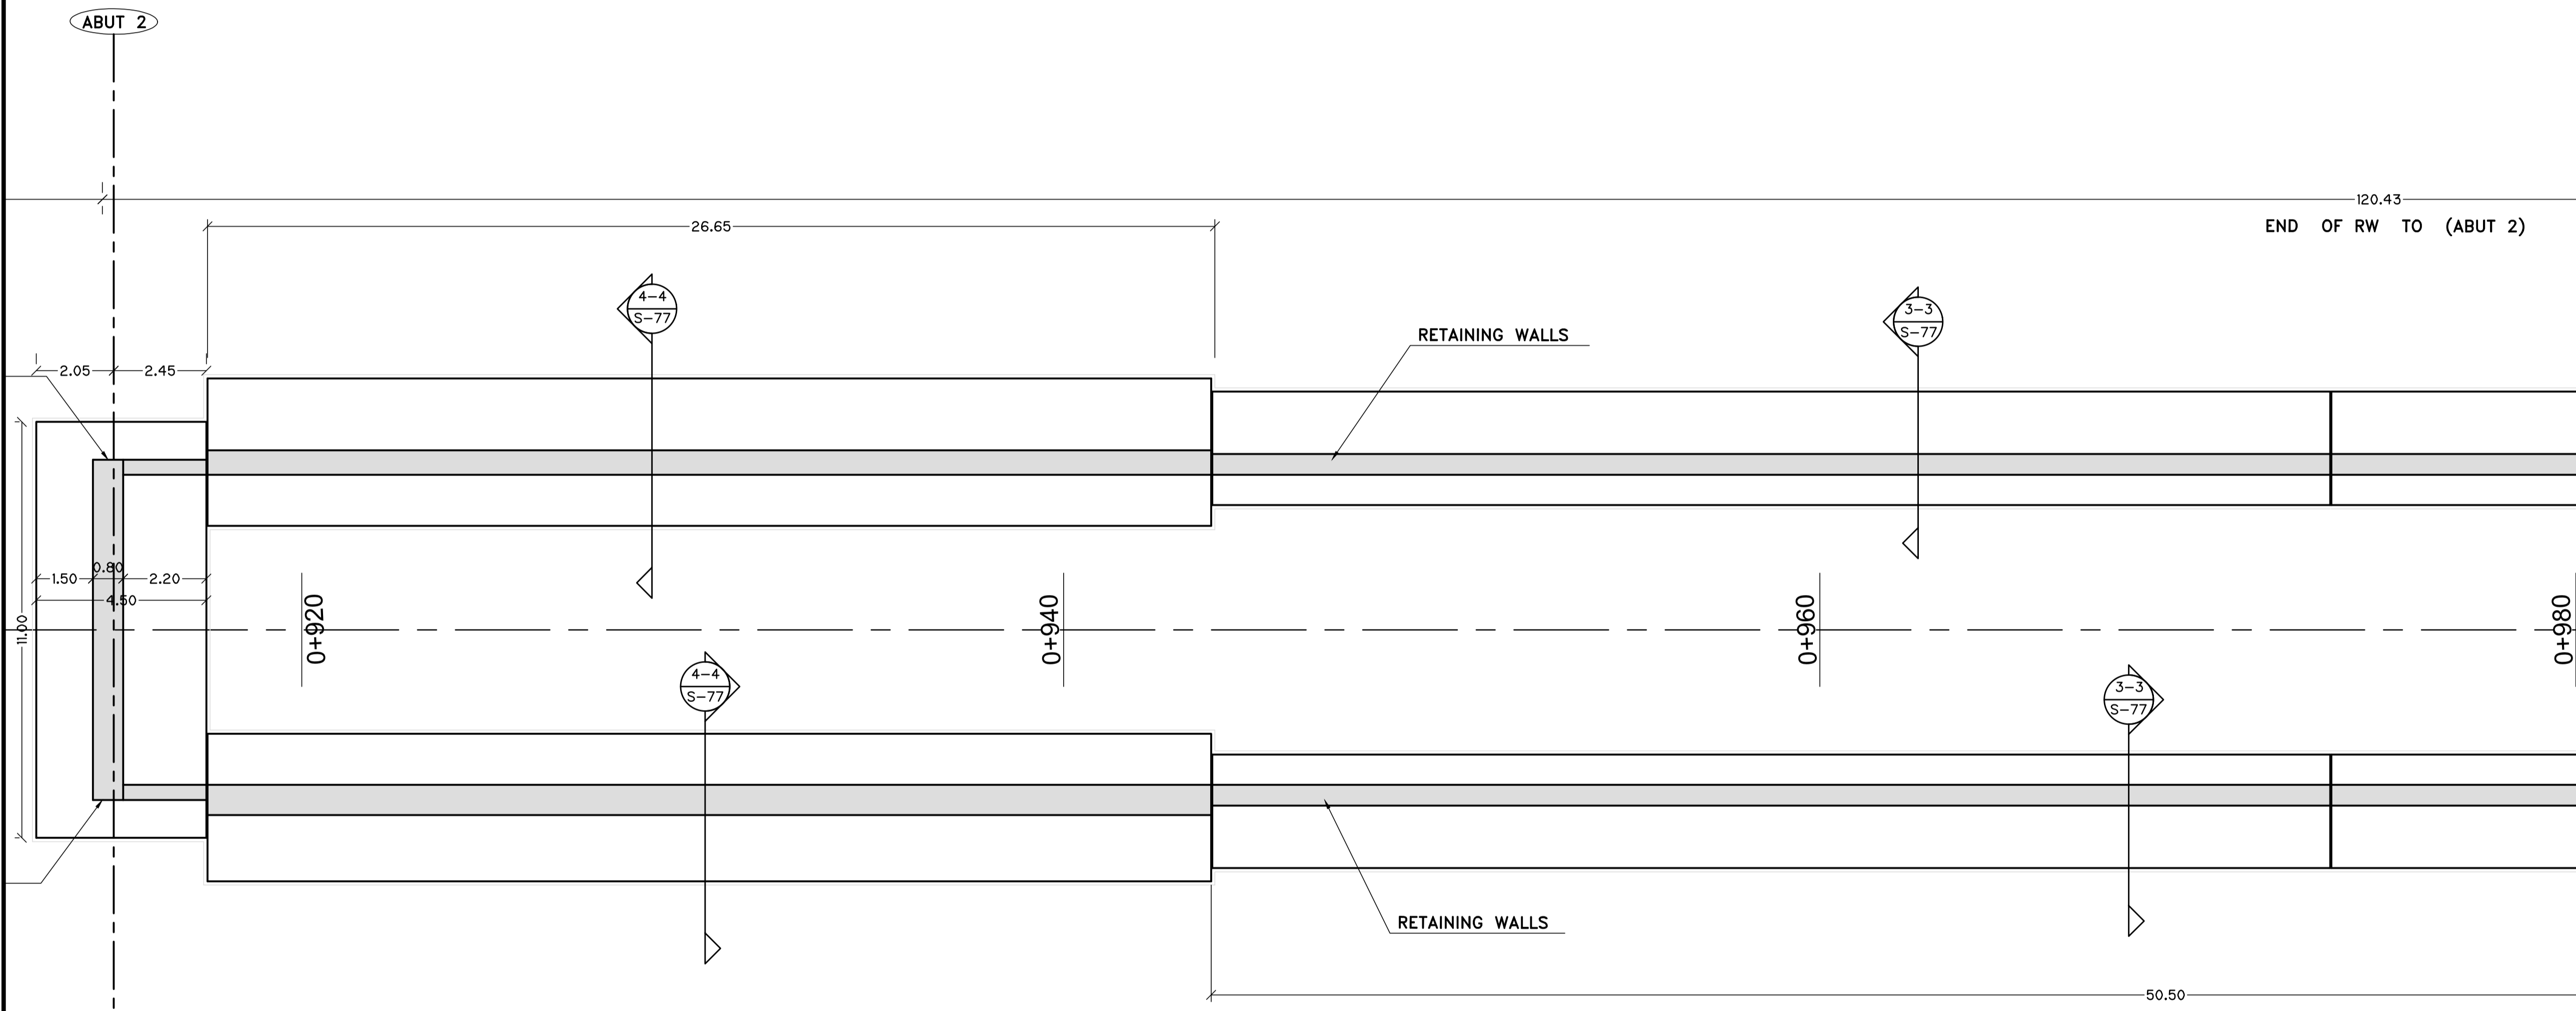 ABUT 2
120.43
END OF RW TO (ABUT 2)
26.65
4-4
S-77
3-3
S-77
RETAINING WALLS
2.05
2.45
0.80
1.50
2.20
4.50
11.00
0+920
0+940
0+960
0+980
4-4
S-77
3-3
S-77
RETAINING WALLS
50.50